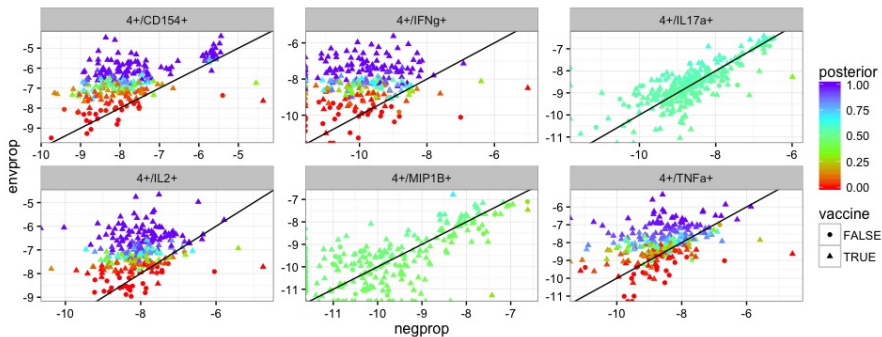 4+/CD154+
4+/IFNg+
4+/IL17a+
-5
-6
-7
-8
-9
-10 -9 -8 -7 -6 -5
-6
-8
-10
-10 -8 -6
-7
-8
-9
-10
-11
-10 -8 -6
4+/IL2+
4+/MIP1B+
4+/TNFa+
-5
-6
-7
-8
-9
-10 -8 -6
-7
-8
-9
-10
-11
-11 -10 -9 -8 -7
-6
-7
-8
-9
-10
-11
-10 -8 -6
envprop
negprop
posterior
1.00
0.75
0.50
0.25
0.00
vaccine
FALSE
TRUE